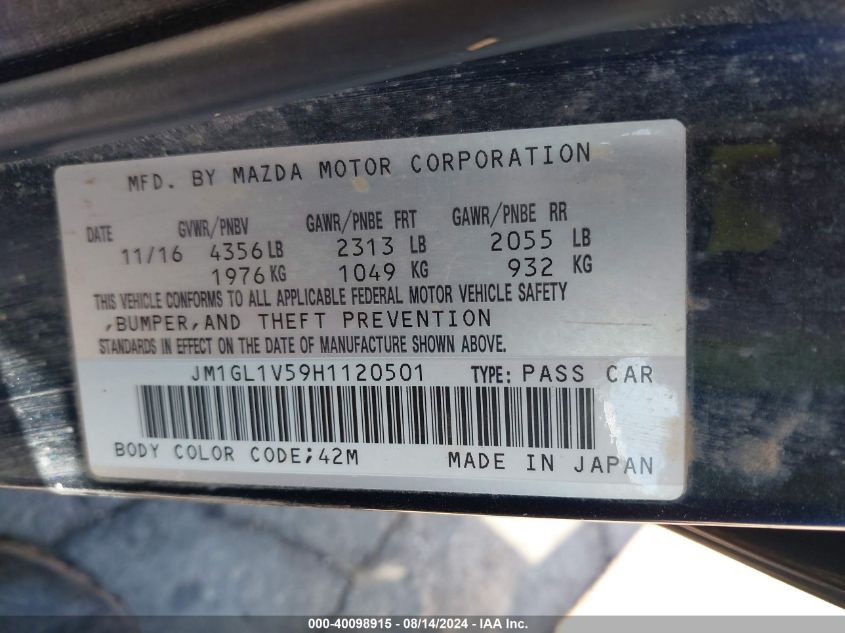 MFD. BY MAZDA MOTOR CORPORATION
DATE GVWR/PNBV GAWR/PNBE FRT GAWR/PNBE RR
11/16 4356 LB 2313 LB 2055 LB
1976 KG 1049 KG 932 KG
THIS VEHICLE CONFORMS TO ALL APPLICABLE FEDERAL MOTOR VEHICLE SAFETY
,BUMPER,AND THEFT PREVENTION
STANDARDS IN EFFECT ON THE DATE OF MANUFACTURE SHOWN ABOVE.
JM1GL1V59H1120501 TYPE: PASS CAR
BODY COLOR CODE;42M MADE IN JAPAN
000-40098915 - 08/14/2024 - IAA Inc.